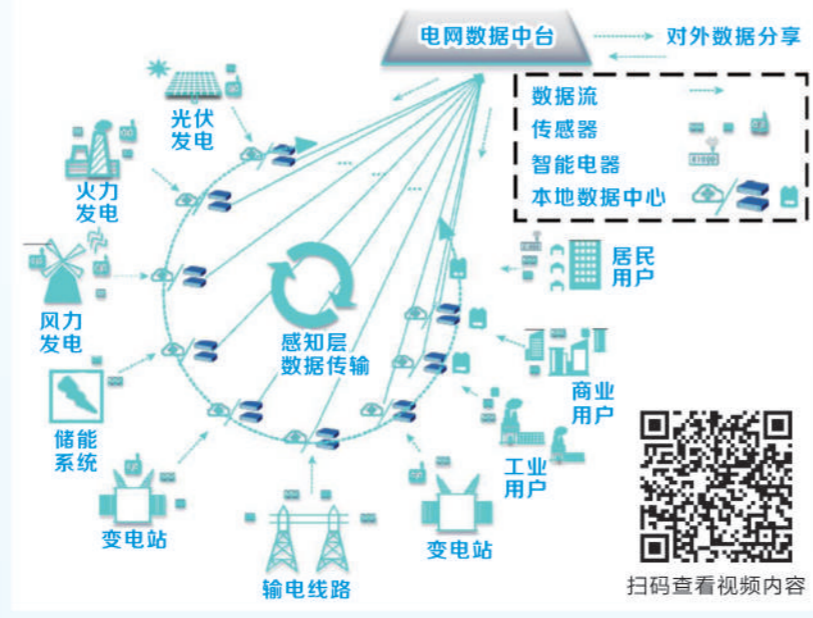 电网数据中台
对外数据分享
数据流
传感器
智能电器
本地数据中心
光伏
发电
火力
发电
风力
发电
储能
系统
变电站
输电线路
变电站
工业
用户
商业
用户
居民
用户
感知层
数据传输
扫码查看视频内容